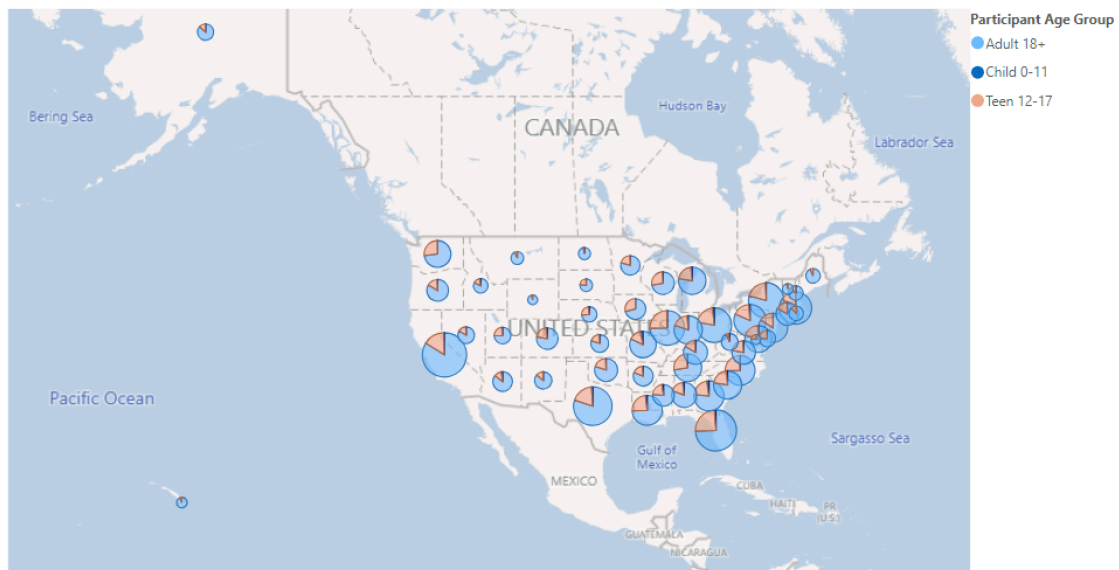 Participant Age Group
Adult 18+
Child 0-11
Teen 12-17
Bering Sea
Hudson Bay
CANADA
Labrador Sea
UNITED STATES
Pacific Ocean
Sargasso Sea
Gulf of
Mexico
MEXICO
CUBA
HAITI
PR
(U.S.)
GUATEMALA
NICARAGUA